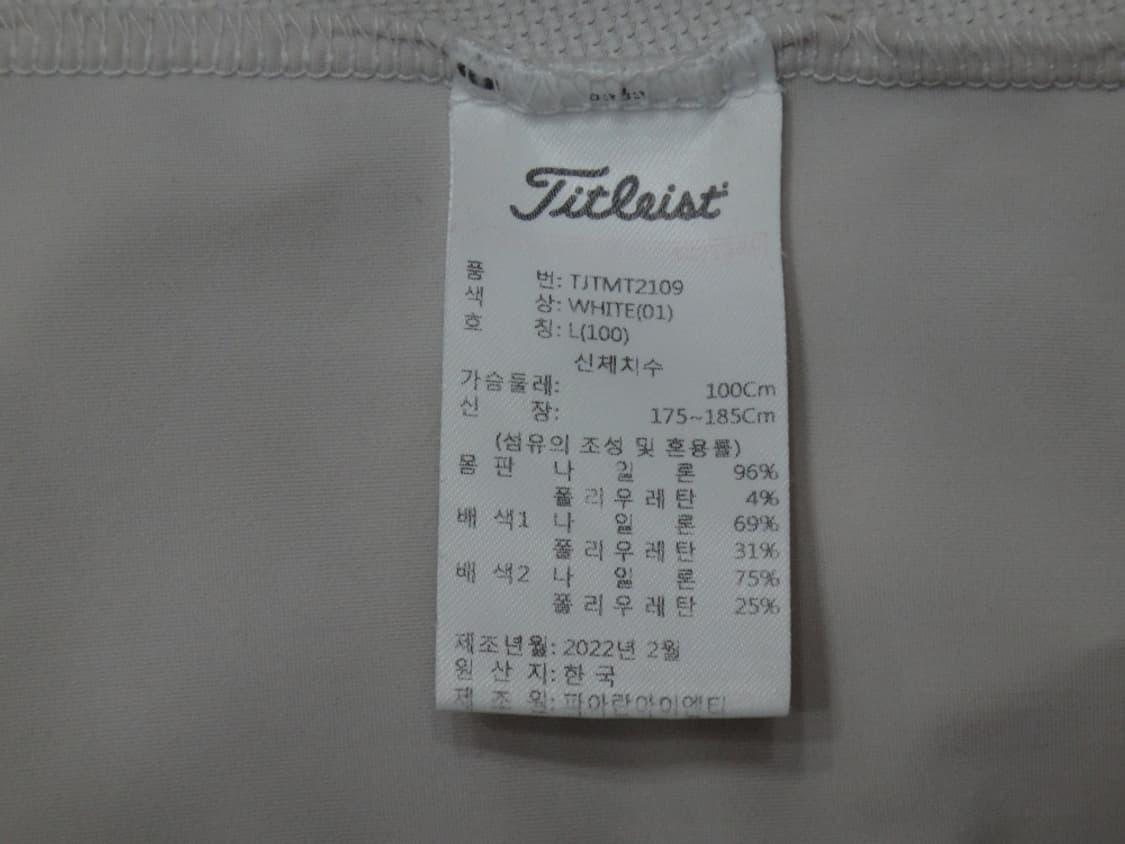 Titleist
품 번: TJTMT2109
색 상: WHITE(01)
호 칭: L(100)
신체치수
가슴둘레: 100Cm
신 장: 175~185Cm
(섬유의 조성 및 혼용률)
몸 판 나 일 론 96%
폴 리 우 레 탄 4%
배 색1 나 일 론 69%
폴 리 우 레 탄 31%
배 색2 나 일 론 75%
폴 리 우 레 탄 25%
제조년월: 2022년 2월
원 산 지: 한 국
제 조 원: